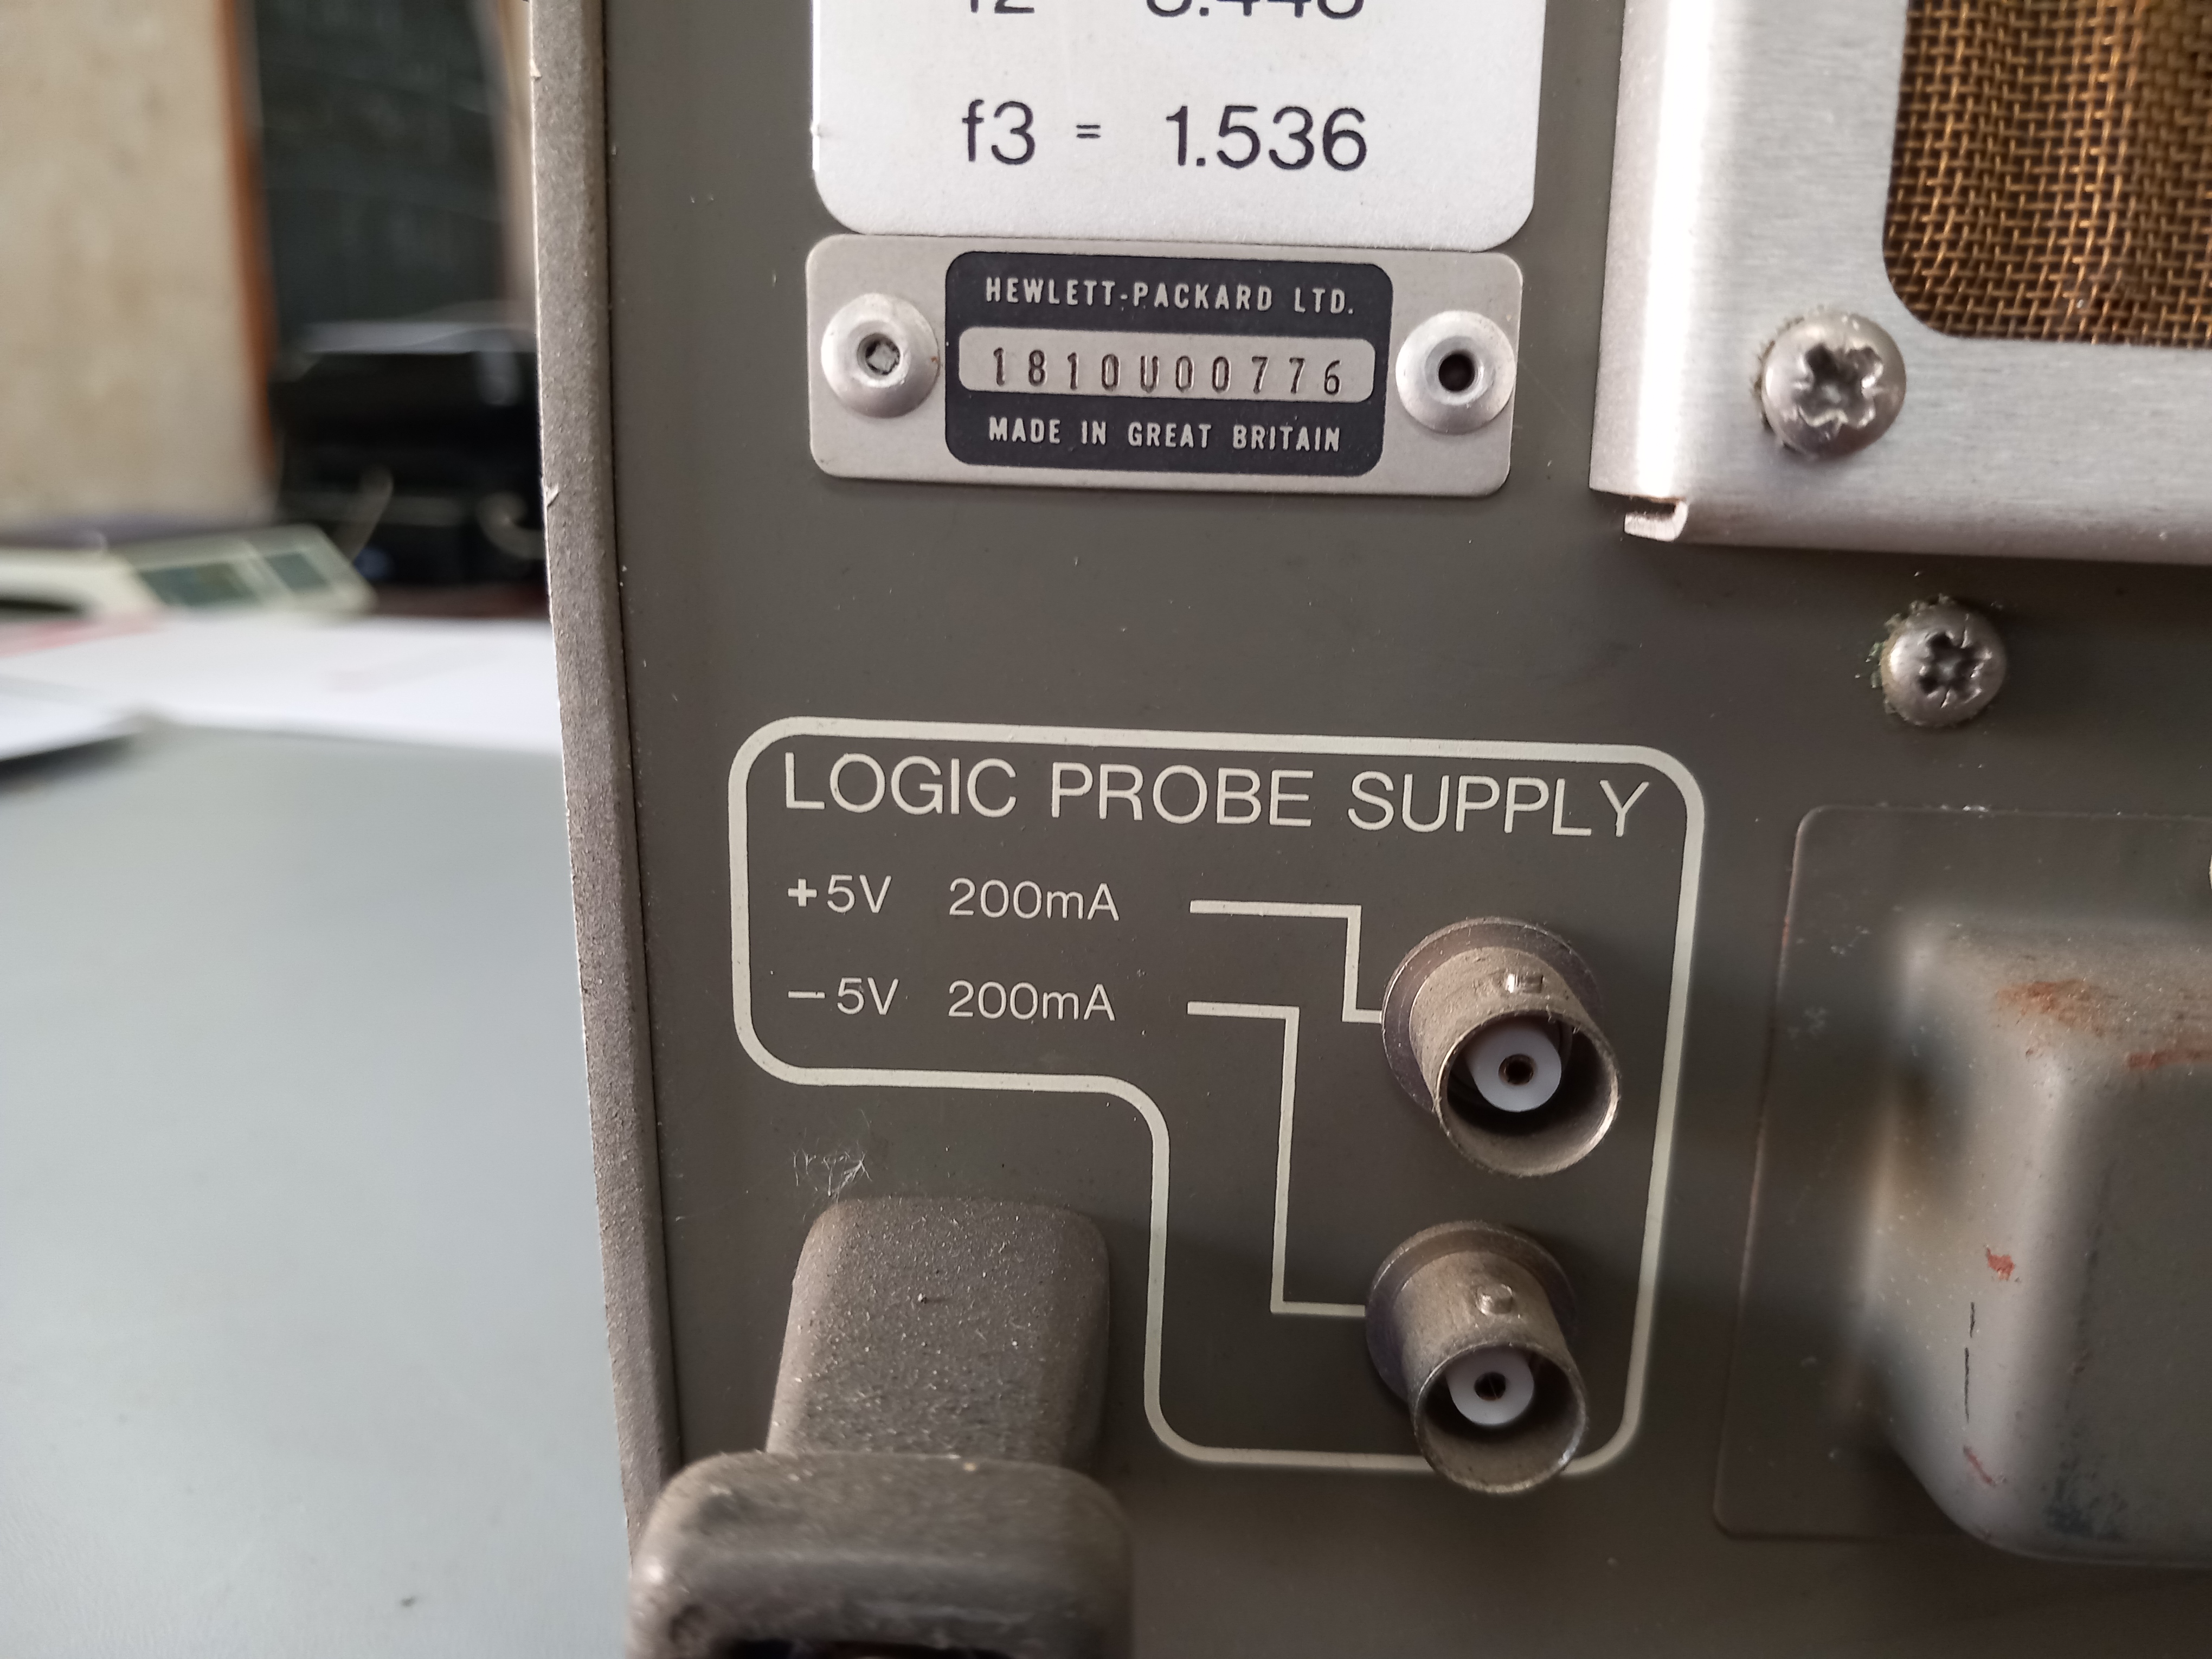 f3 = 1.536
HEWLETT-PACKARD LTD.
1810U00776
MADE IN GREAT BRITAIN
LOGIC PROBE SUPPLY
+5V 200mA
−5V 200mA